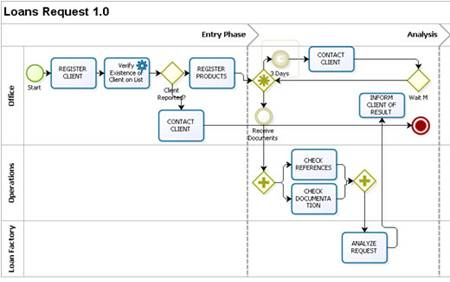 Loans Request 1.0
Entry Phase
Analysis
Office
Start
REGISTER
CLIENT
Verify
Existence of
Client on List
Client
Reported?
REGISTER
PRODUCTS
CONTACT
CLIENT
3 Days
CONTACT
CLIENT
Wait M
INFORM
CLIENT OF
RESULT
Receive
Documents
Operations
CHECK
REFERENCES
CHECK
DOCUMENTA
TION
Loan Factory
ANALYZE
REQUEST